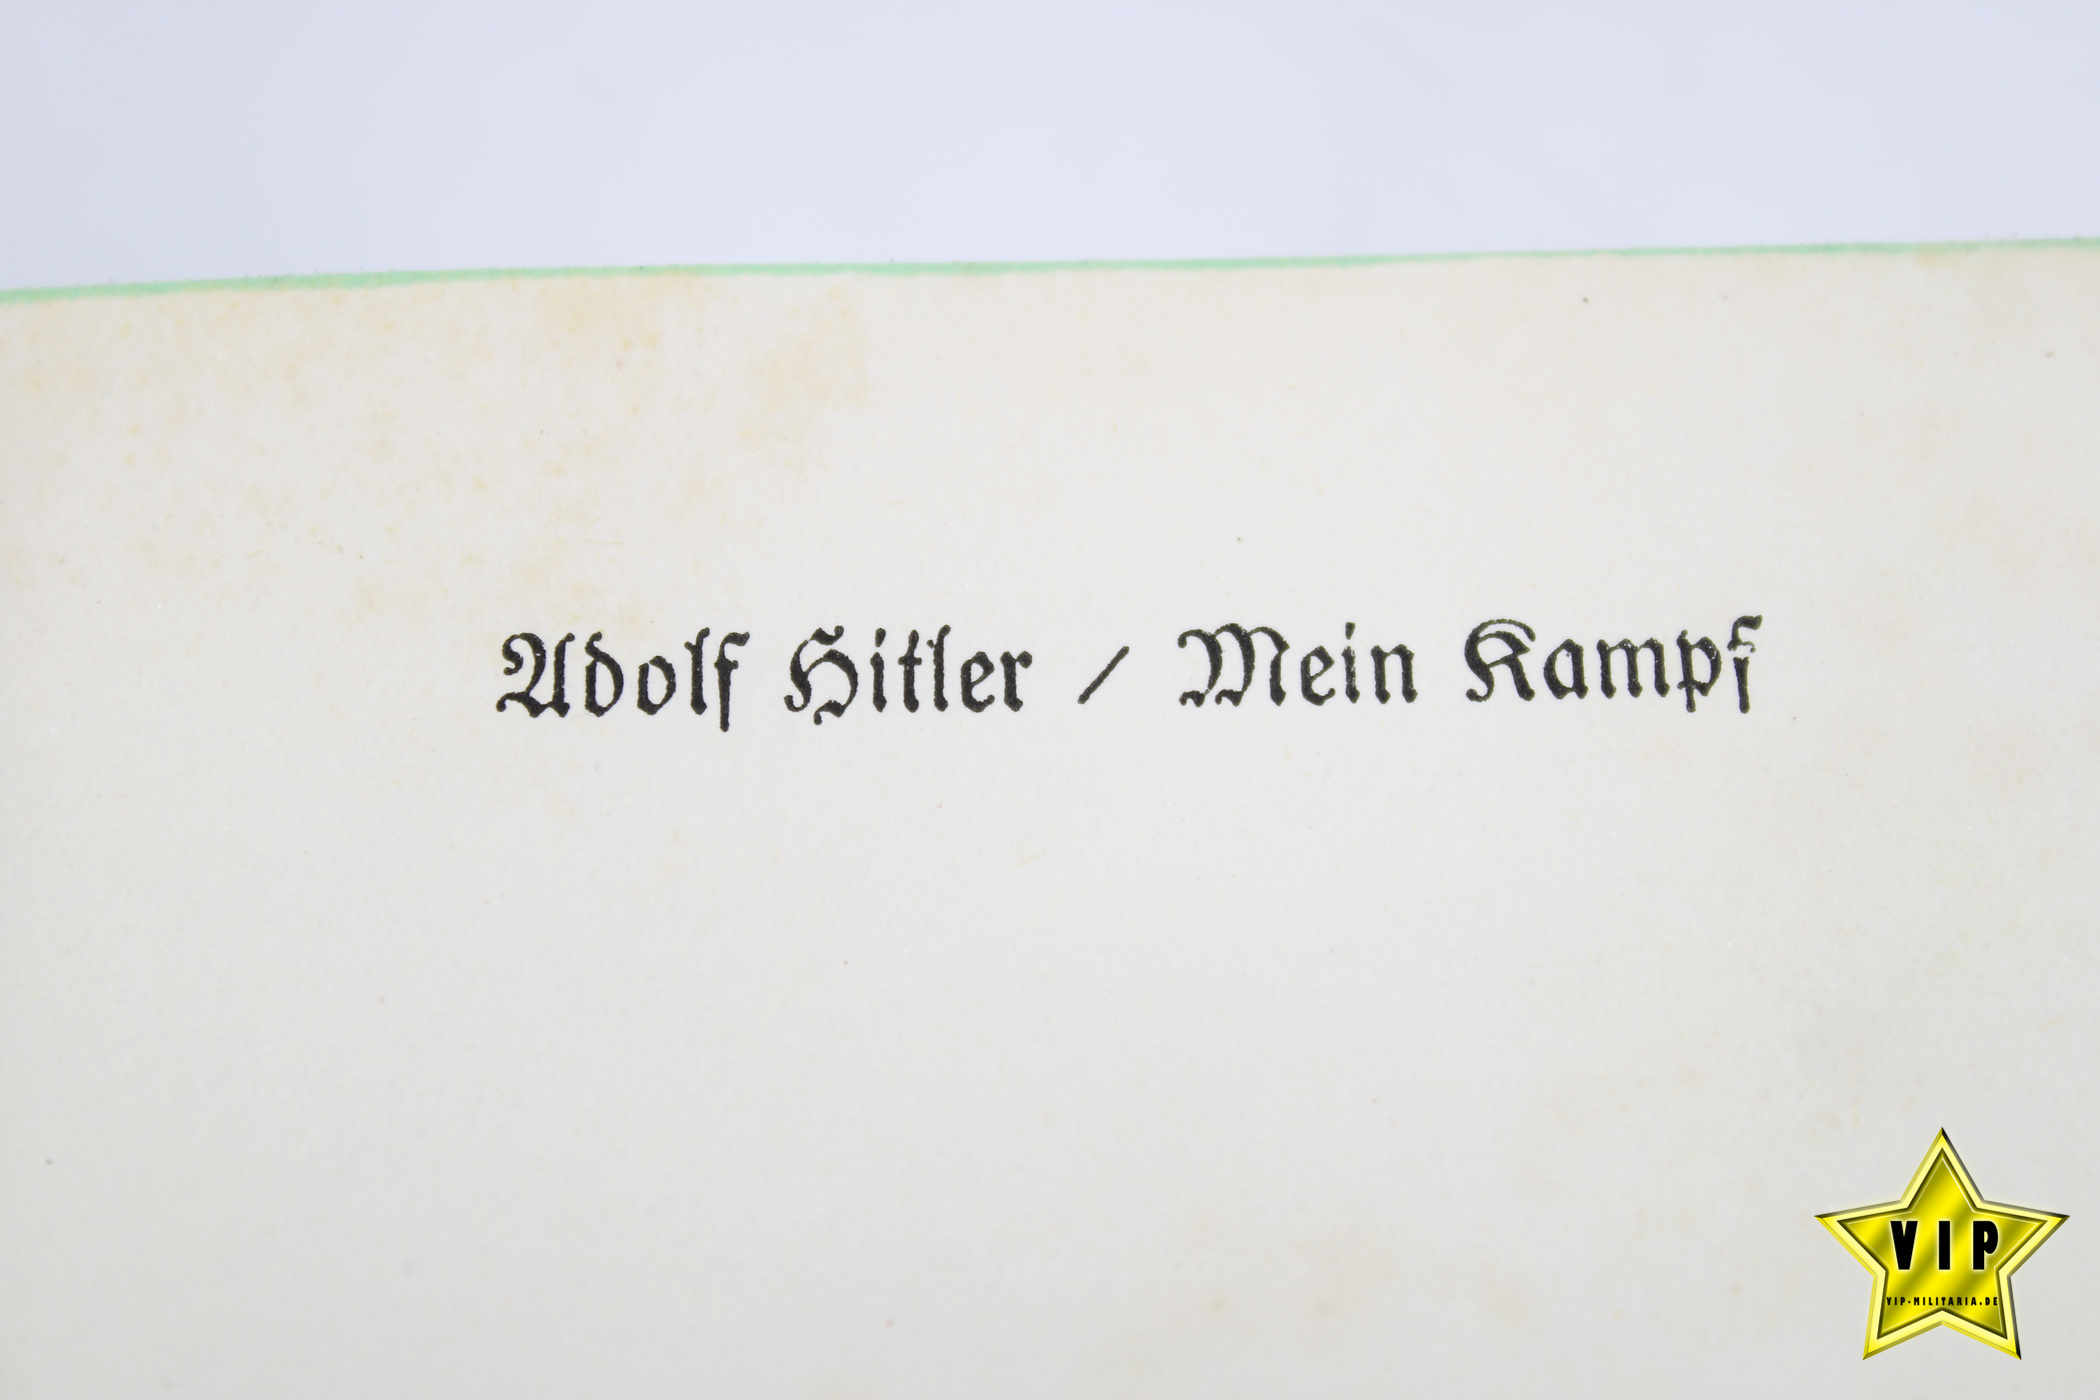 Adolf Hitler / Mein Kampf
VIP
VIP-MILITARIA.DE